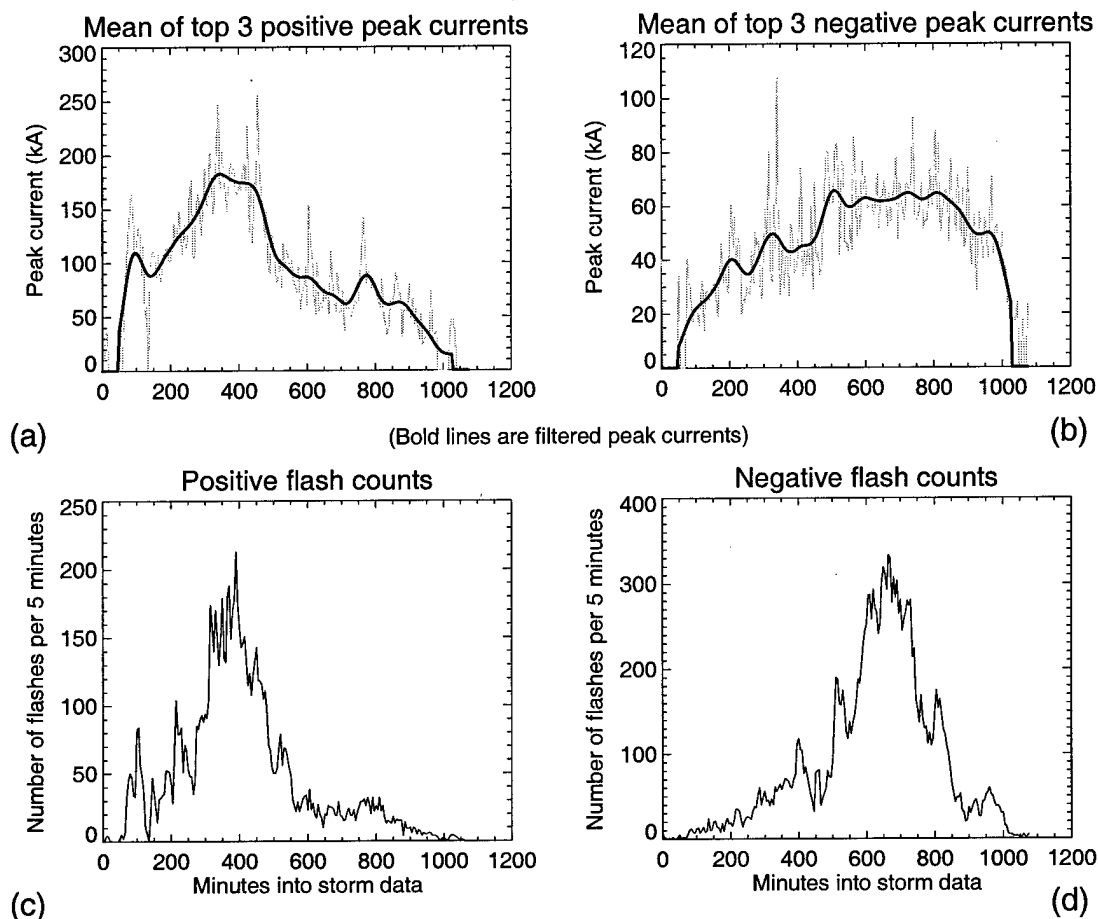 Mean of top 3 positive peak currents
Peak current (kA)
300
250
200
150
100
50
0
0 200 400 600 800 1000 1200
(a)
Mean of top 3 negative peak currents
Peak current (kA)
120
100
80
60
40
20
0
0 200 400 600 800 1000 1200
(b)
(Bold lines are filtered peak currents)
Positive flash counts
Number of flashes per 5 minutes
250
200
150
100
50
0
0 200 400 600 800 1000 1200
Minutes into storm data
(c)
Negative flash counts
Number of flashes per 5 minutes
400
300
200
100
0
0 200 400 600 800 1000 1200
Minutes into storm data
(d)